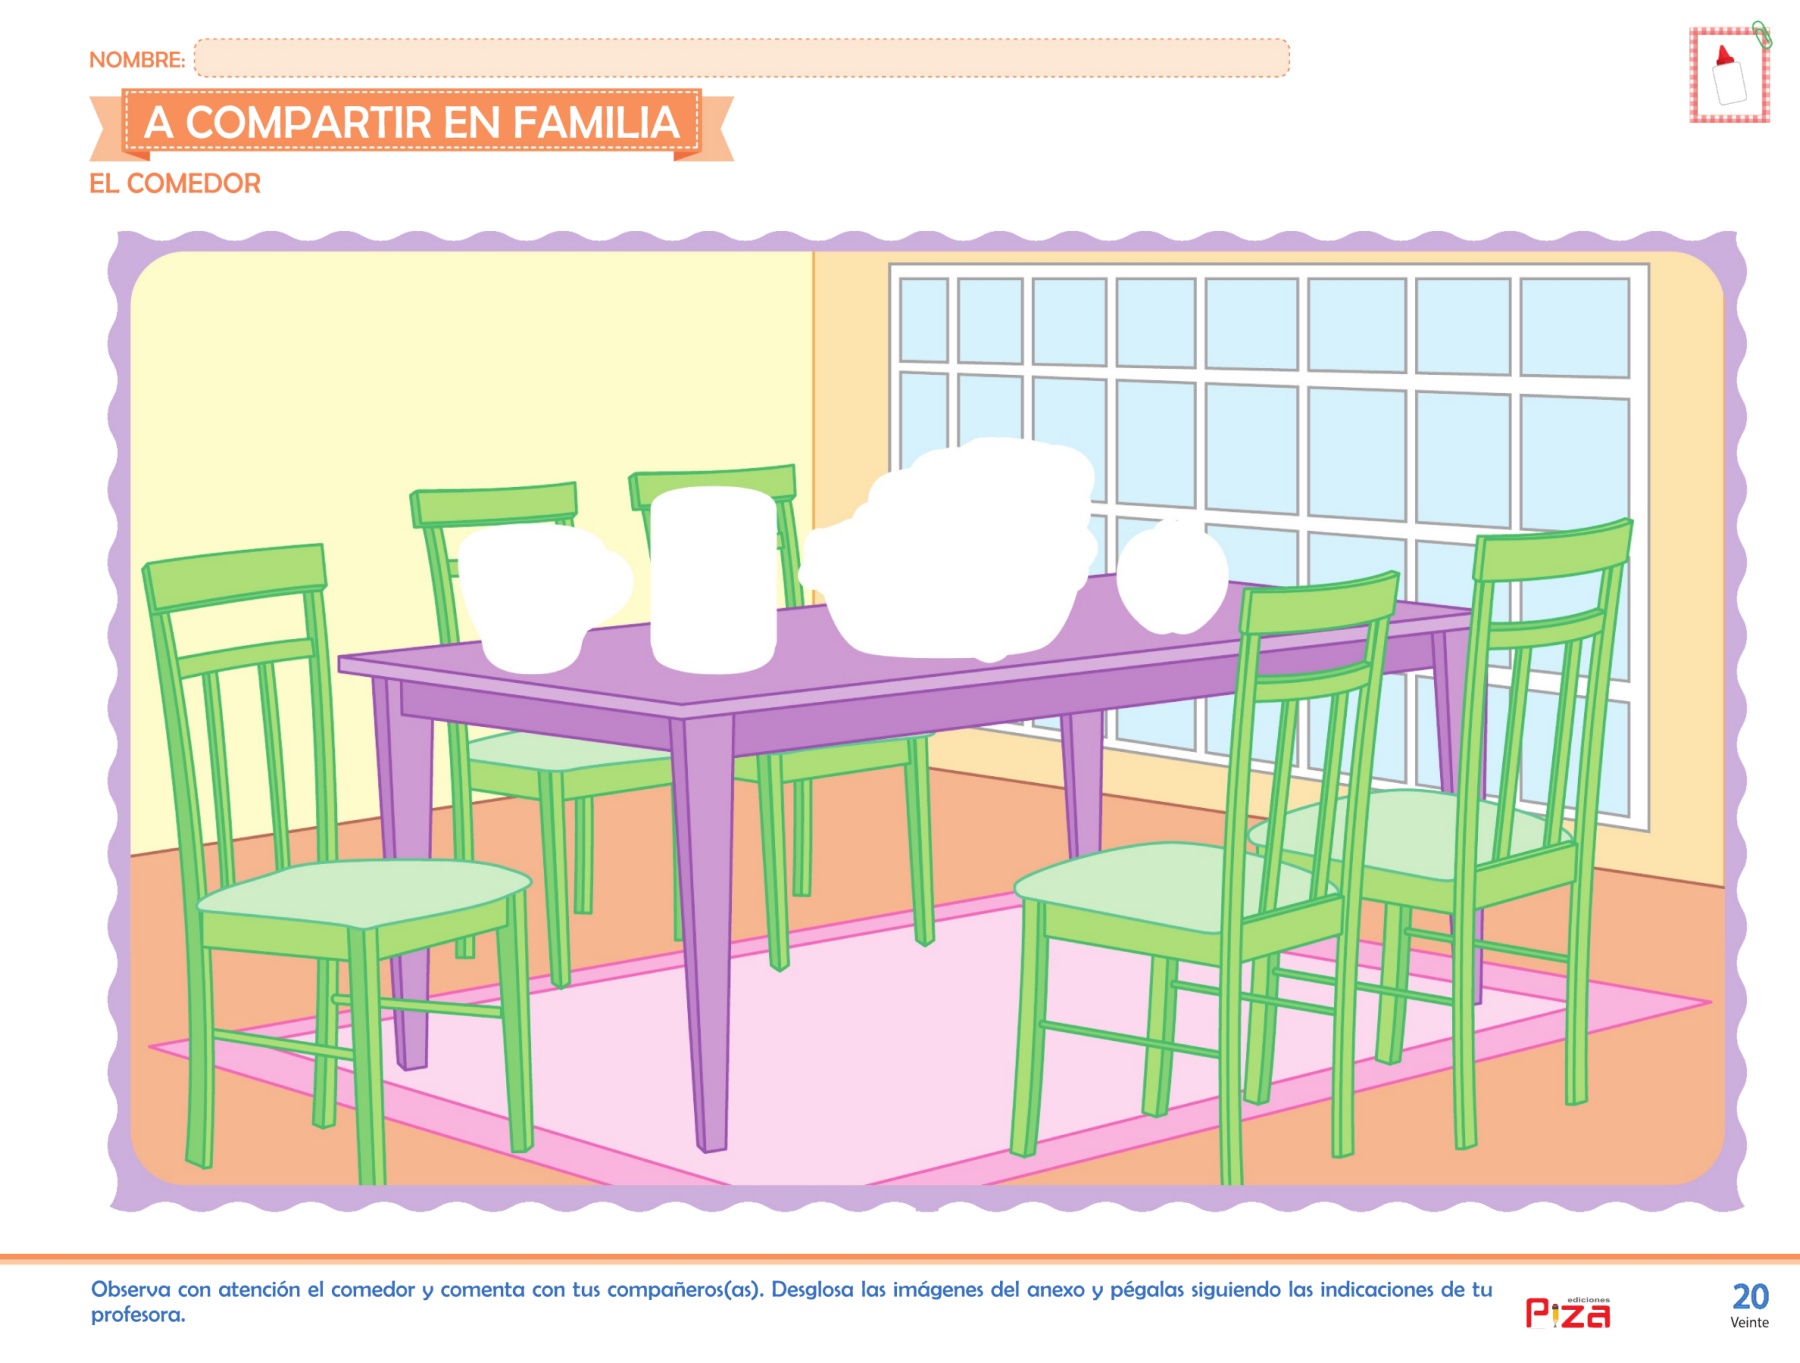 NOMBRE:
A COMPARTIR EN FAMILIA
EL COMEDOR
Observa con atención el comedor y comenta con tus compañeros(as). Desglosa las imágenes del anexo y pégalas siguiendo las indicaciones de tu
profesora.
ediciones
Piza
20
Veinte